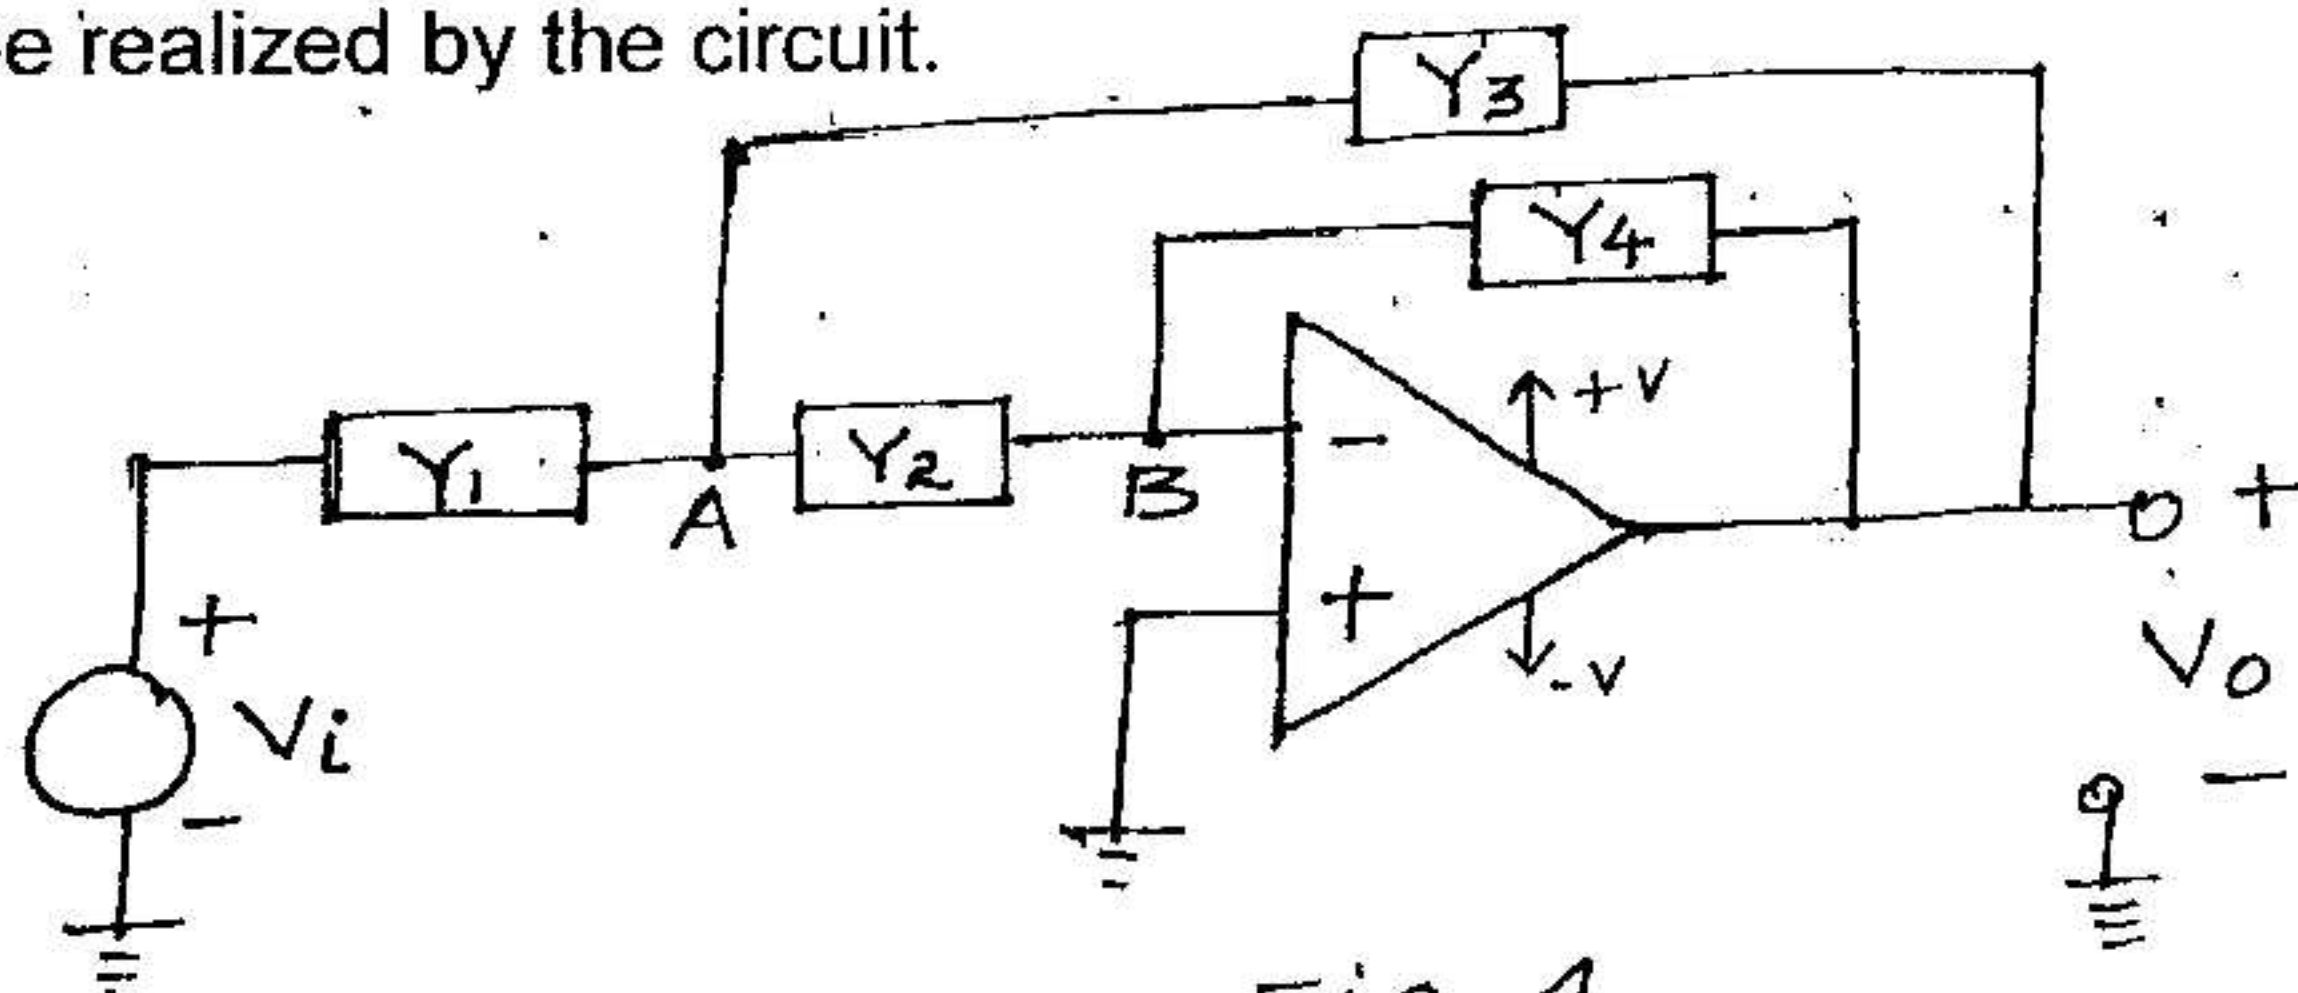 e realized by the circuit.
Y3
Y4
+V
Y1
Y2
A
B
−
+
+
+
Vi
-V
Vo
−
−